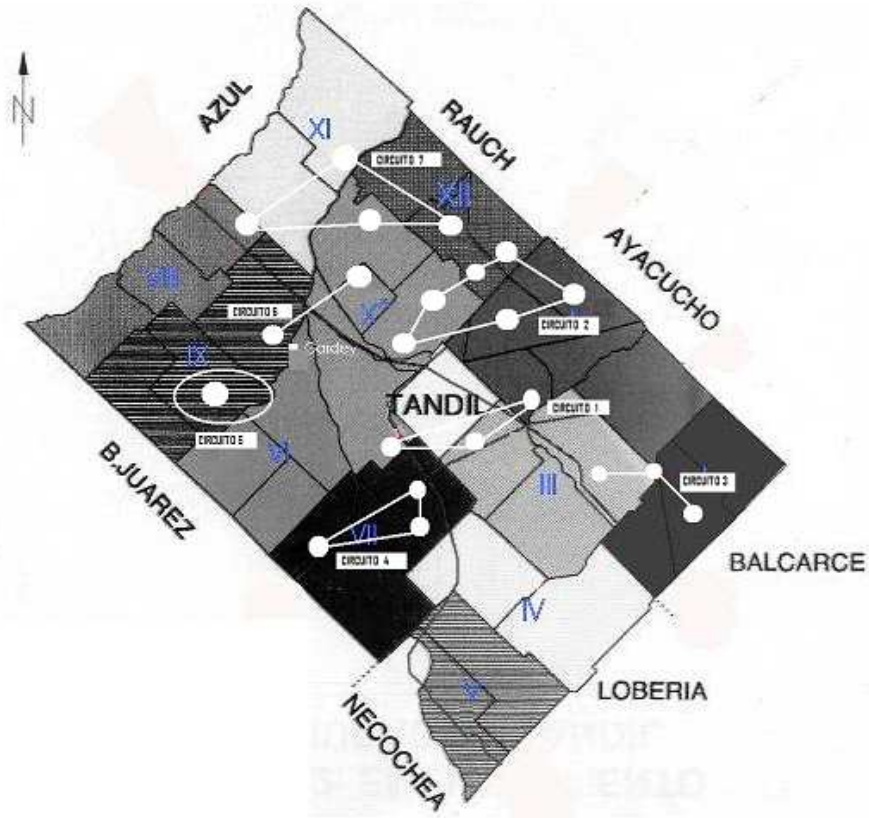 N
AZUL
RAUCH
AYACUCHO
BALCARCE
LOBERIA
NECOCHEA
B.JUAREZ
TANDIL
Gardey
XI
XII
VIII
IX
X
VI
VII
III
IV
V
CIRCUITO 7
CIRCUITO 6
CIRCUITO 2
CIRCUITO 1
CIRCUITO 5
CIRCUITO 3
CIRCUITO 4